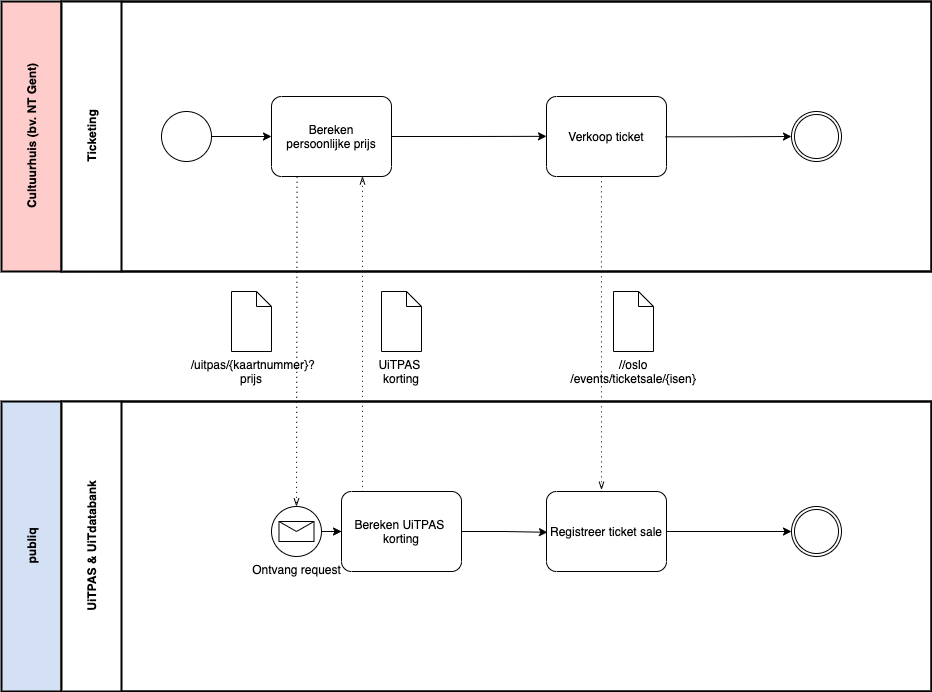 Cultuurhuis (bv. NT Gent)
Ticketing
Bereken
persoonlijke prijs
Verkoop ticket
/uitpas/{kaartnummer}?
prijs
UiTPAS
korting
//oslo
/events/ticketsale/{isen}
publiq
UiTPAS & UiTdatabank
Ontvang request
Bereken UiTPAS
korting
Registreer ticket sale